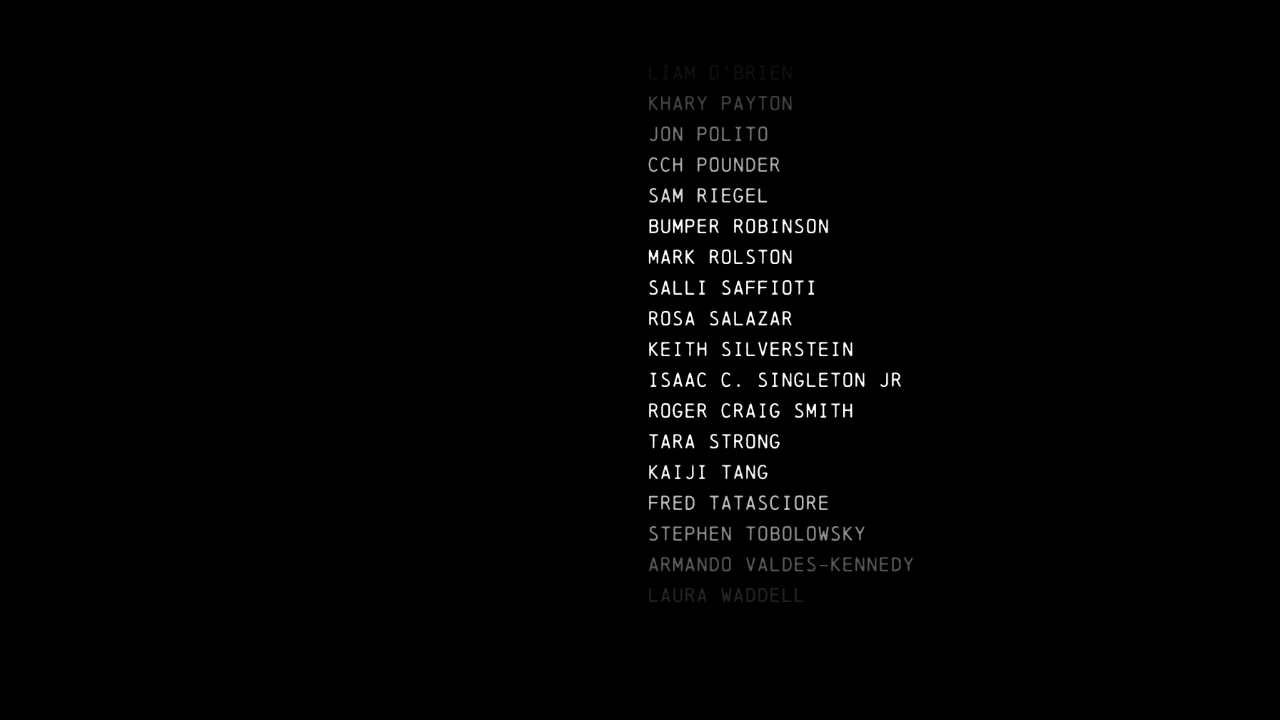 LIAM O'BRIEN
KHARY PAYTON
JON POLITO
CCH POUNDER
SAM RIEGEL
BUMPER ROBINSON
MARK ROLSTON
SALLI SAFFIOTI
ROSA SALAZAR
KEITH SILVERSTEIN
ISAAC C. SINGLETON JR
ROGER CRAIG SMITH
TARA STRONG
KAIJI TANG
FRED TATASCIORE
STEPHEN TOBOLOWSKY
ARMANDO VALDES-KENNEDY
LAURA WADDELL